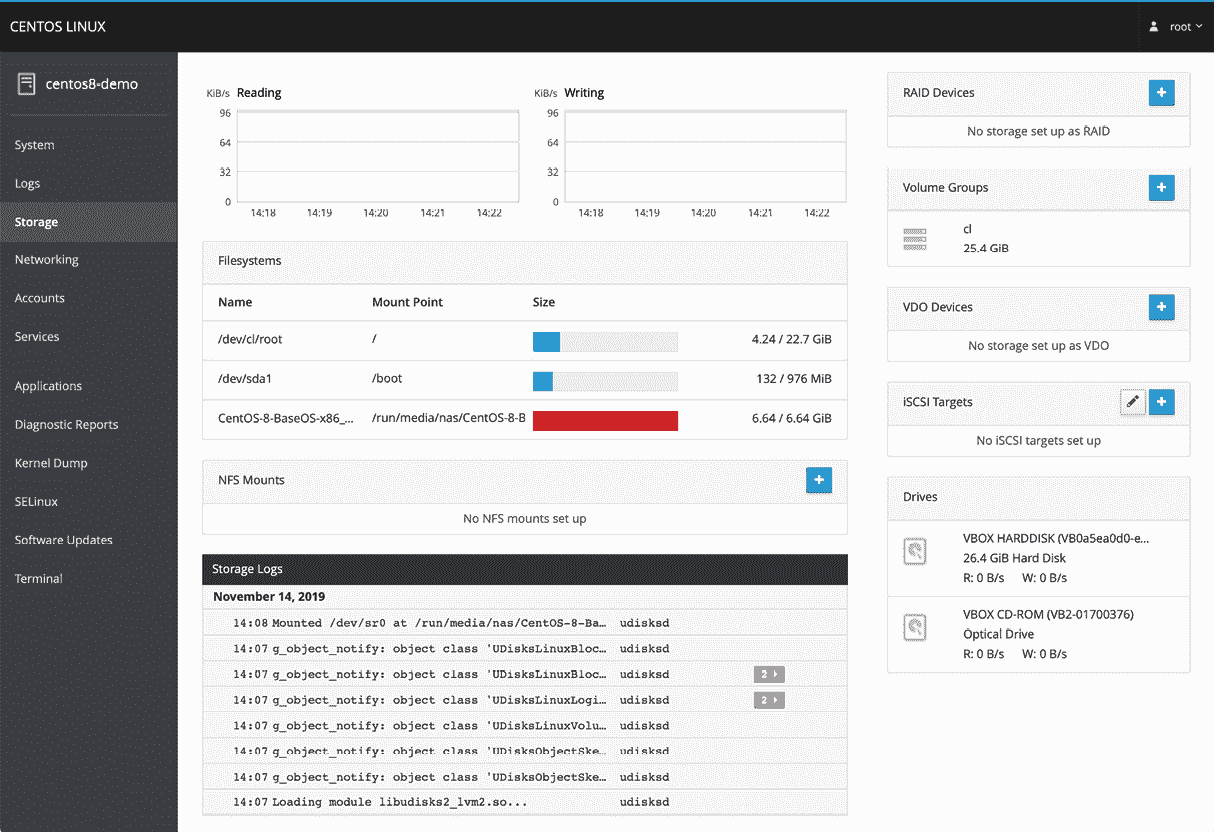 CENTOS LINUX
root
centos8-demo
System
Logs
Storage
Networking
Accounts
Services
Applications
Diagnostic Reports
Kernel Dump
SELinux
Software Updates
Terminal
KiB/s Reading
96
64
32
0
14:18 14:19 14:20 14:21 14:22
KiB/s Writing
96
64
32
0
14:18 14:19 14:20 14:21 14:22
Filesystems
Name Mount Point Size
/dev/cl/root / 4.24 / 22.7 GiB
/dev/sda1 /boot 132 / 976 MiB
CentOS-8-BaseOS-x86_... /run/media/nas/CentOS-8-B 6.64 / 6.64 GiB
NFS Mounts
No NFS mounts set up
Storage Logs
November 14, 2019
14:08 Mounted /dev/sr0 at /run/media/nas/CentOS-8-Ba... udisksd
14:07 g_object_notify: object class 'UDisksLinuxBloc... udisksd
14:07 g_object_notify: object class 'UDisksLinuxBloc... udisksd 2
14:07 g_object_notify: object class 'UDisksLinuxLogi... udisksd 2
14:07 g_object_notify: object class 'UDisksLinuxVolu... udisksd
14:07 g_object_notify: object class 'UDisksObjectSke... udisksd
14:07 g_object_notify: object class 'UDisksObjectSke... udisksd
14:07 Loading module libudisks2_lvm2.so... udisksd
RAID Devices
No storage set up as RAID
Volume Groups
cl
25.4 GiB
VDO Devices
No storage set up as VDO
iSCSI Targets
No iSCSI targets set up
Drives
VBOX HARDDISK (VB0a5ea0d0-e...
26.4 GiB Hard Disk
R: 0 B/s W: 0 B/s
VBOX CD-ROM (VB2-01700376)
Optical Drive
R: 0 B/s W: 0 B/s